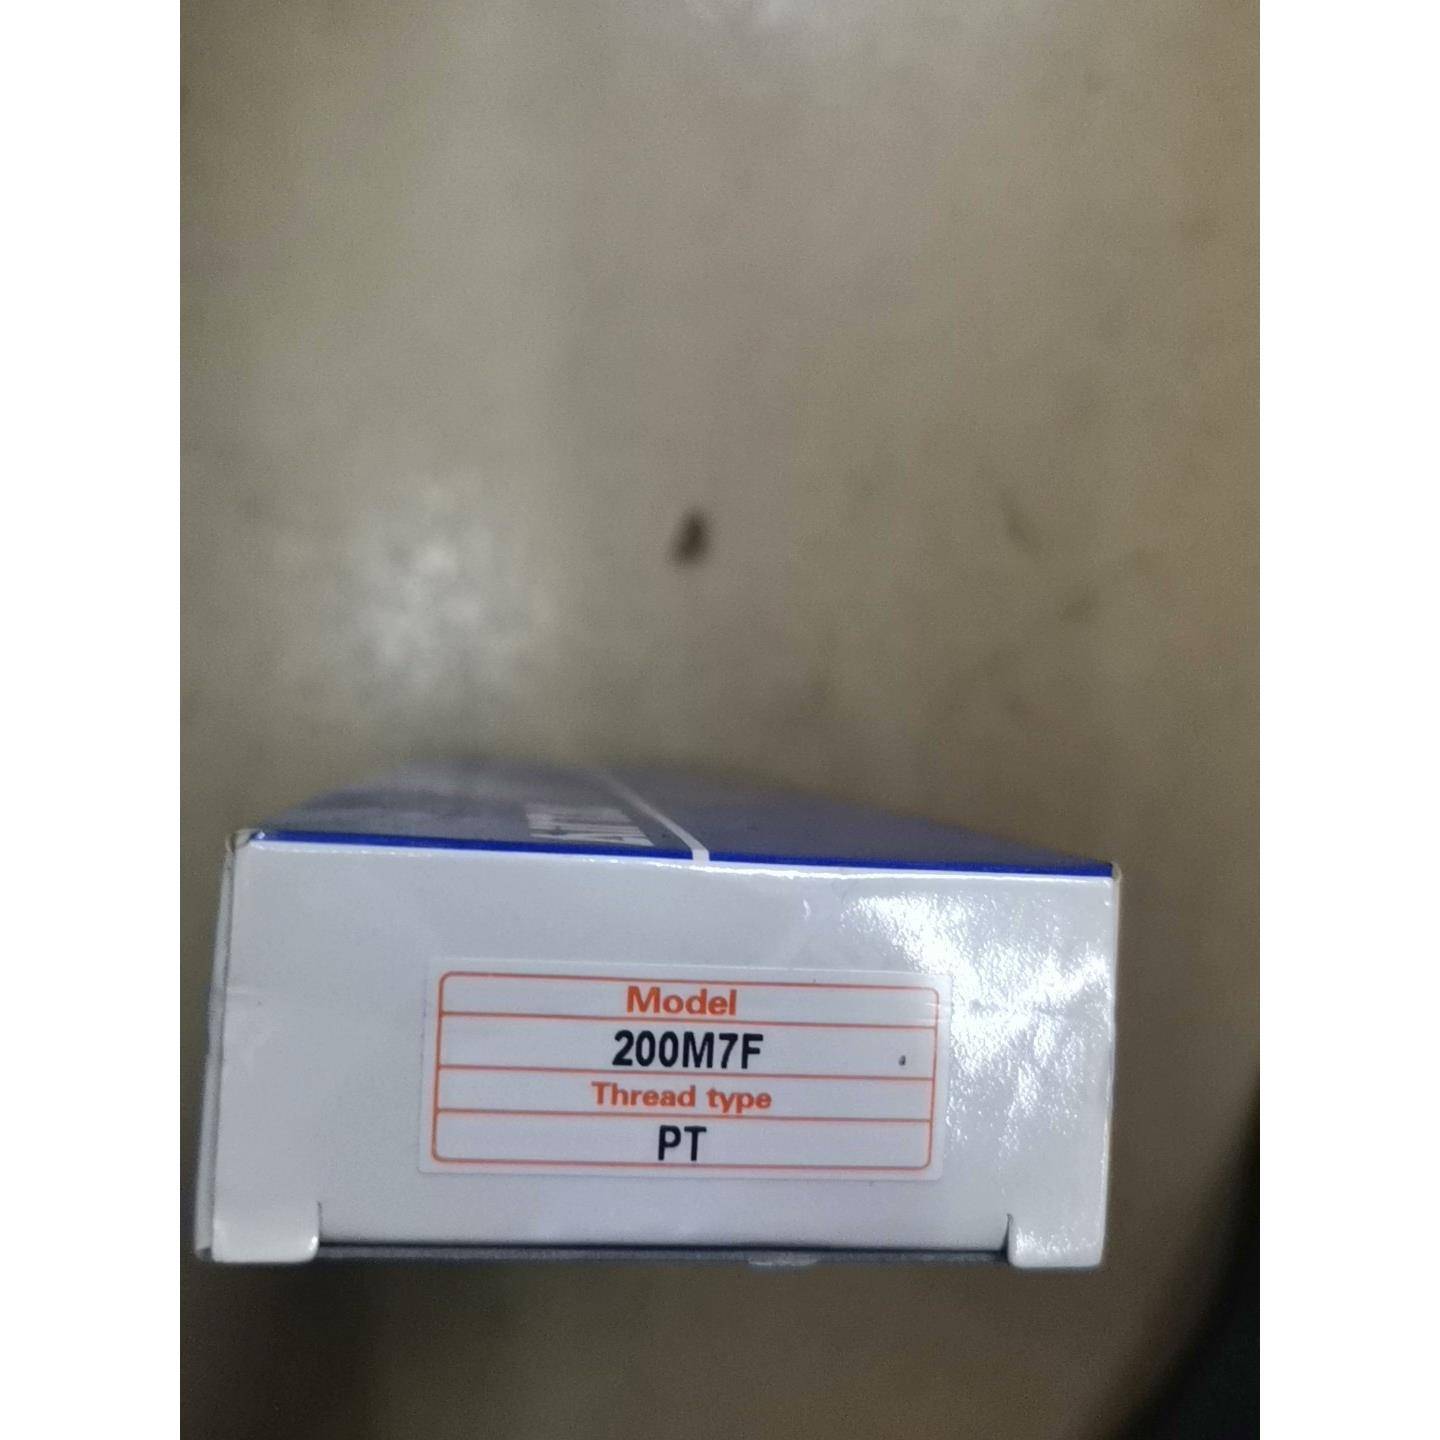 Model
200M7F
Thread type
PT